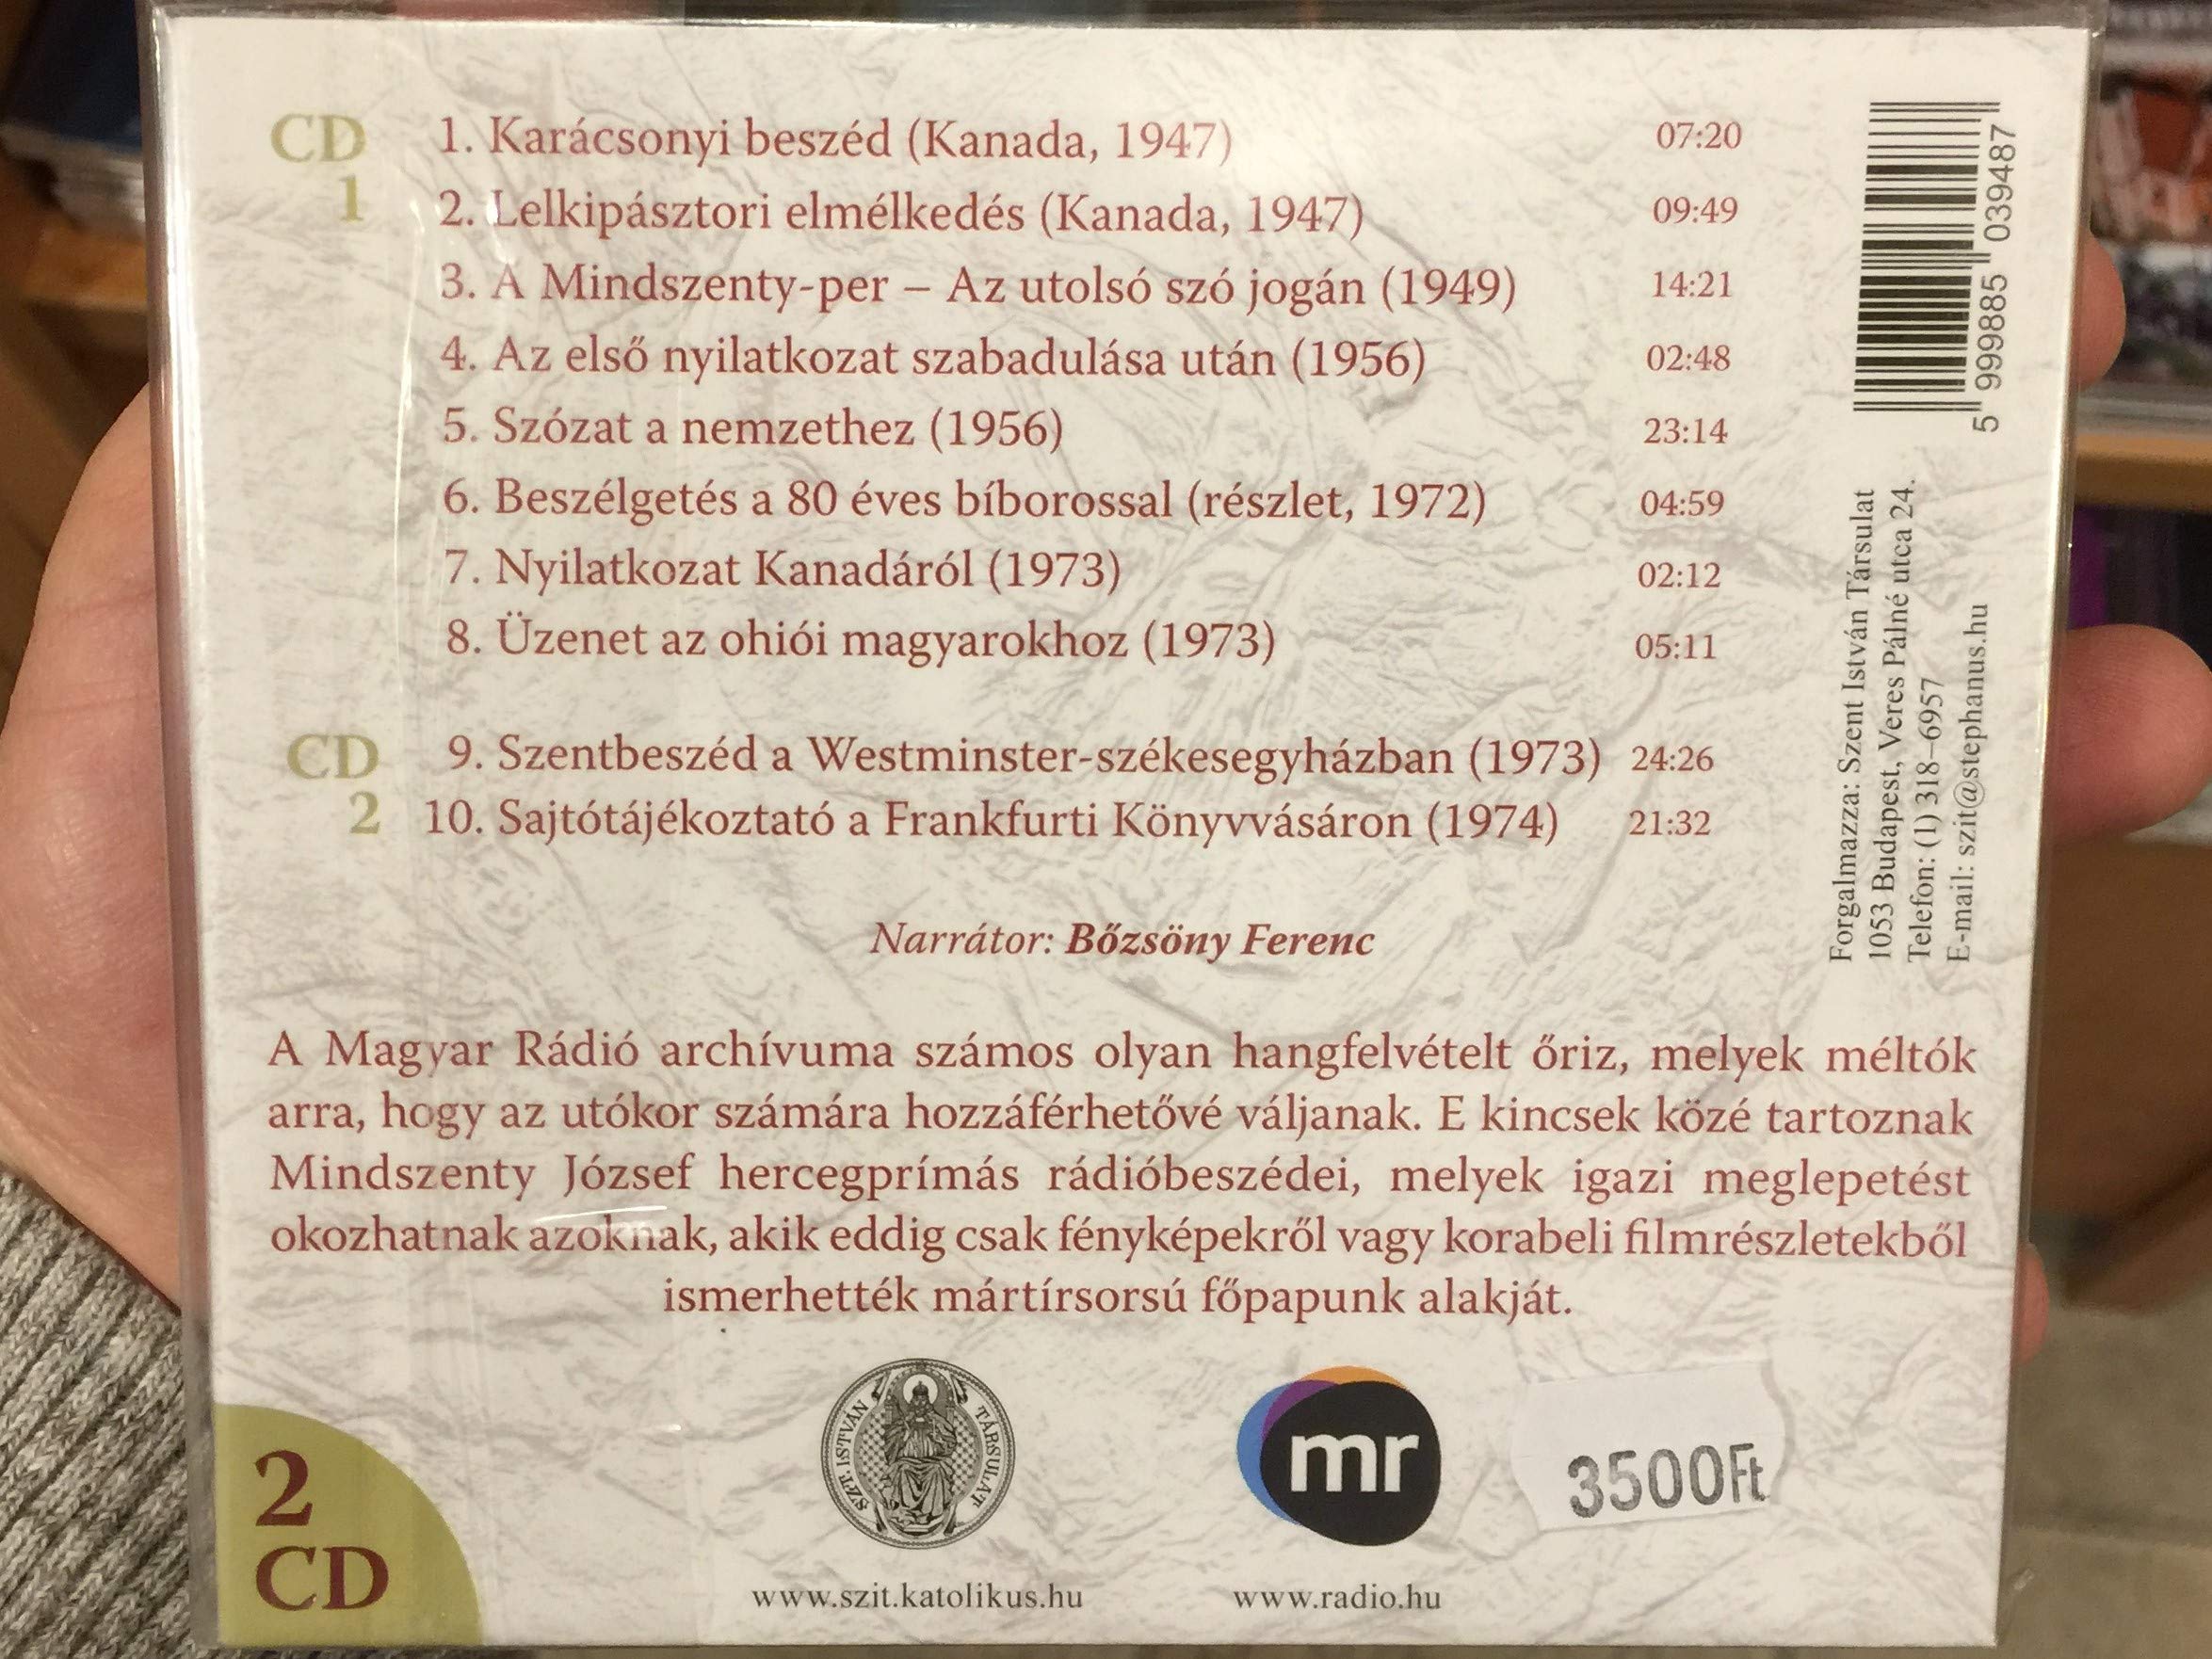 CD 1
1. Karácsonyi beszéd (Kanada, 1947) 07:20
2. Lelkipásztori elmélkedés (Kanada, 1947) 09:49
3. A Mindszenty-per – Az utolsó szó jogán (1949) 14:21
4. Az első nyilatkozat szabadulása után (1956) 02:48
5. Szózat a nemzethez (1956) 23:14
6. Beszélgetés a 80 éves bíborossal (részlet, 1972) 04:59
7. Nyilatkozat Kanadáról (1973) 02:12
8. Üzenet az ohiói magyarokhoz (1973) 05:11
CD 2
9. Szentbeszéd a Westminster-székesegyházban (1973) 24:26
10. Sajtótájékoztató a Frankfurti Könyvvásáron (1974) 21:32
Narrátor: Bőzsöny Ferenc
A Magyar Rádió archívuma számos olyan hangfelvételt őriz, melyek méltók
arra, hogy az utókor számára hozzáférhetővé váljanak. E kincsek közé tartoznak
Mindszenty József hercegprímás rádióbeszédei, melyek igazi meglepetést
okozhatnak azoknak, akik eddig csak fényképekről vagy korabeli filmrészletekből
ismerhették mártírsorsú főpapunk alakját.
5 999885 039487
Forgalmazza: Szent István Társulat
1053 Budapest, Veres Pálné utca 24.
Telefon: (1) 318–6957
E-mail: szit@stephanus.hu
2
CD
SZT. ISTVÁN TÁRSULAT
www.szit.katolikus.hu
mr
www.radio.hu
3500Ft